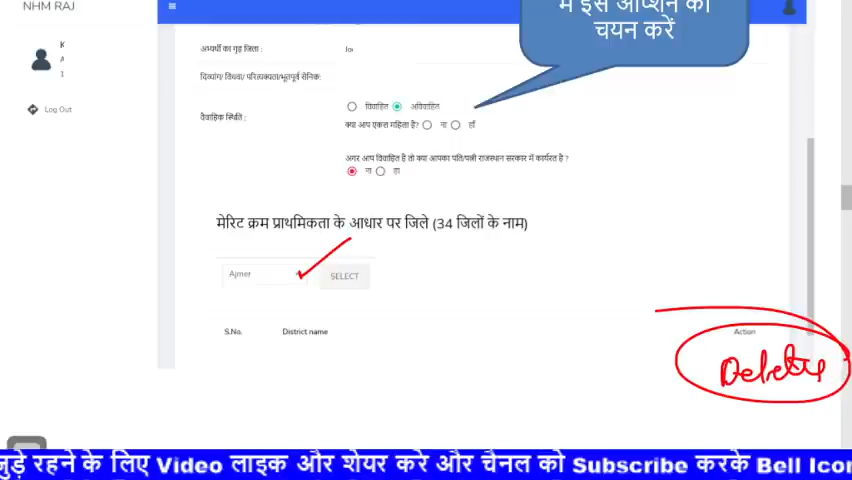 NHM RAJ
में इस ऑप्शन का
चयन करें
K
A
1
Log Out
अभ्यर्थी का गृह जिला :
दिव्यांग/ विधवा/ परित्यक्यता/भूतपूर्व सैनिक:
वैवाहिक स्थिति :
विवाहित अविवाहित
क्या आप एकल महिला है? ना हाँ
अगर आप विवाहित है तो क्या आपका पति/पत्नी राजस्थान सरकार में कार्यरत है ?
ना हा
मेरिट क्रम प्राथमिकता के आधार पर जिले (34 जिलों के नाम)
Ajmer SELECT
S.No. District name Action
Delete
जुड़े रहने के लिए Video लाइक और शेयर करे और चैनल को Subscribe करके Bell Icon